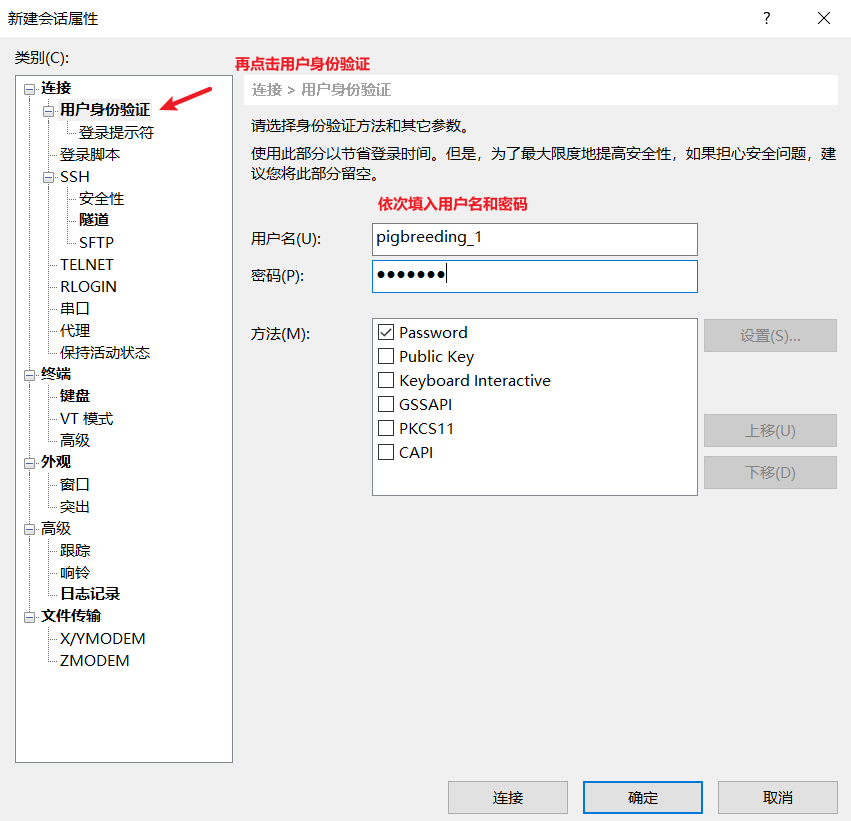 新建会话属性
?
类别(C):
再点击用户身份验证
连接
连接 > 用户身份验证
用户身份验证
请选择身份验证方法和其它参数。
登录提示符
登录脚本
使用此部分以节省登录时间。但是，为了最大限度地提高安全性，如果担心安全问题，建
议您将此部分留空。
SSH
安全性
依次填入用户名和密码
隧道
用户名(U):
pigbreeding_1
SFTP
TELNET
密码(P):
●●●●●●●
RLOGIN
串口
代理
方法(M):
Password
设置(S)...
保持活动状态
Public Key
终端
Keyboard Interactive
键盘
GSSAPI
VT 模式
PKCS11
上移(U)
高级
CAPI
外观
下移(D)
窗口
突出
高级
跟踪
响铃
日志记录
文件传输
X/YMODEM
ZMODEM
连接
确定
取消